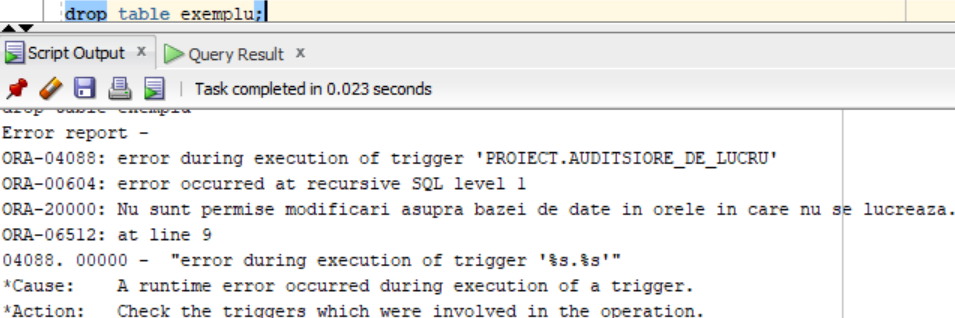 drop table exemplu;
Script Output x
Query Result x
Task completed in 0.023 seconds
drop table exemplu
Error report -
ORA-04088: error during execution of trigger 'PROIECT.AUDITSIORE_DE_LUCRU'
ORA-00604: error occurred at recursive SQL level 1
ORA-20000: Nu sunt permise modificari asupra bazei de date in orele in care nu se lucreaza.
ORA-06512: at line 9
04088. 00000 - "error during execution of trigger '%s.%s'"
*Cause: A runtime error occurred during execution of a trigger.
*Action: Check the triggers which were involved in the operation.